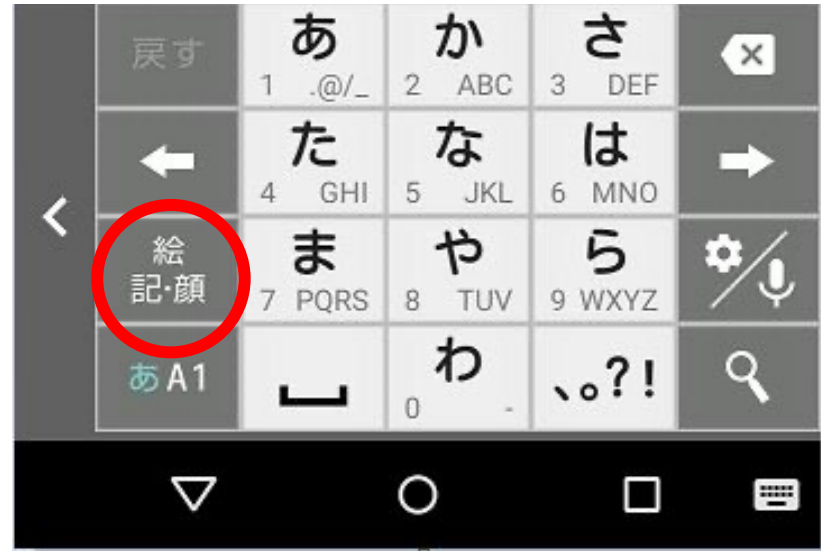 戻す あ か さ
1 .@/_ 2 ABC 3 DEF
た な は
4 GHI 5 JKL 6 MNO
絵 ま や ら
記・顔 7 PQRS 8 TUV 9 WXYZ
あA1 わ 、。?!
0 -